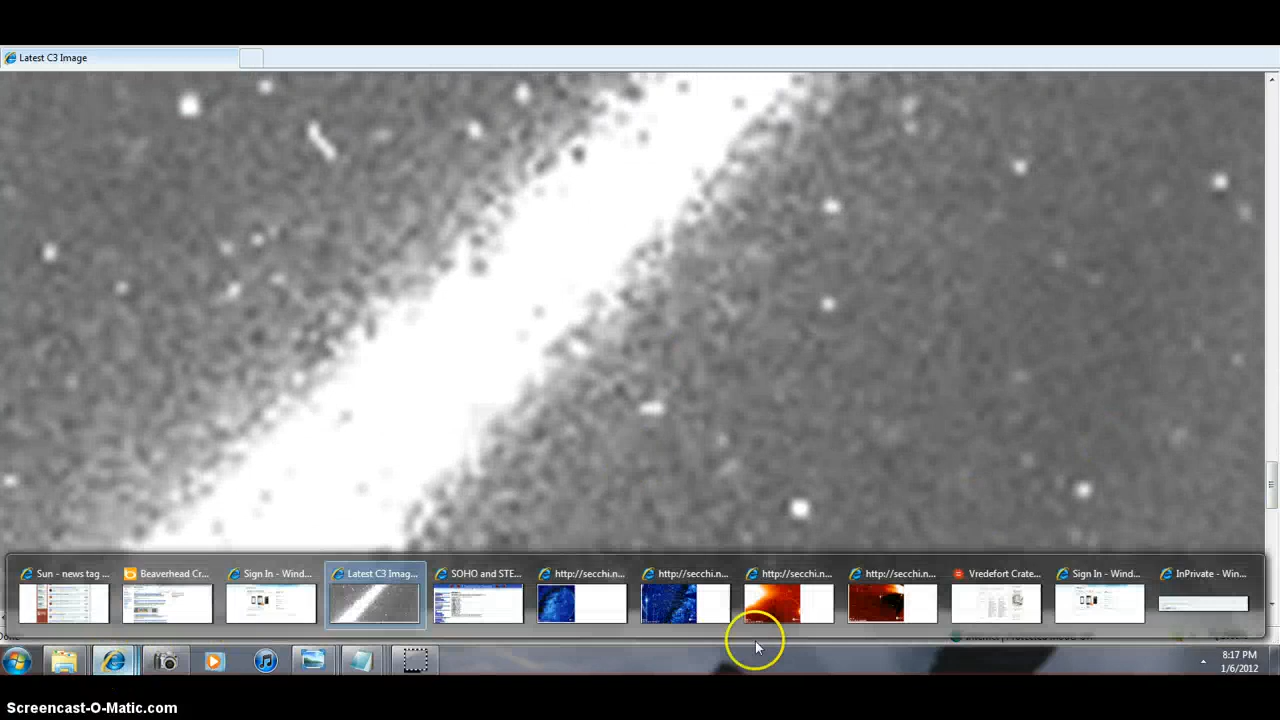 Latest C3 Image
Sun - news tag ...
Beaverhead Cr...
Sign In - Wind...
Latest C3 Imag...
SOHO and STE...
http://secchi.n...
http://secchi.n...
http://secchi.n...
http://secchi.n...
Vredefort Crate...
Sign In - Wind...
InPrivate - Win...
8:17 PM
1/6/2012
Screencast-O-Matic.com